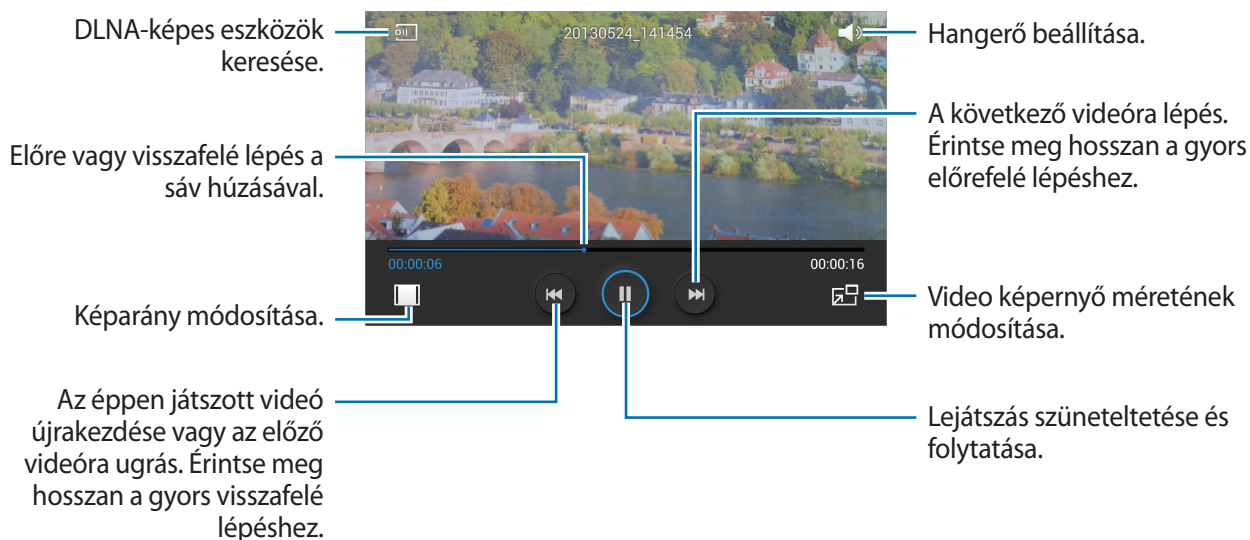 DLNA-képes eszközök
keresése.
20130524_141454
Hangerő beállítása.
A következő videóra lépés.
Érintse meg hosszan a gyors
előrefelé lépéshez.
Előre vagy visszafelé lépés a
sáv húzásával.
00:00:06
00:00:16
Képarány módosítása.
Video képernyő méretének
módosítása.
Az éppen játszott videó
újrakezdése vagy az előző
videóra ugrás. Érintse meg
hosszan a gyors visszafelé
lépéshez.
Lejátszás szüneteltetése és
folytatása.